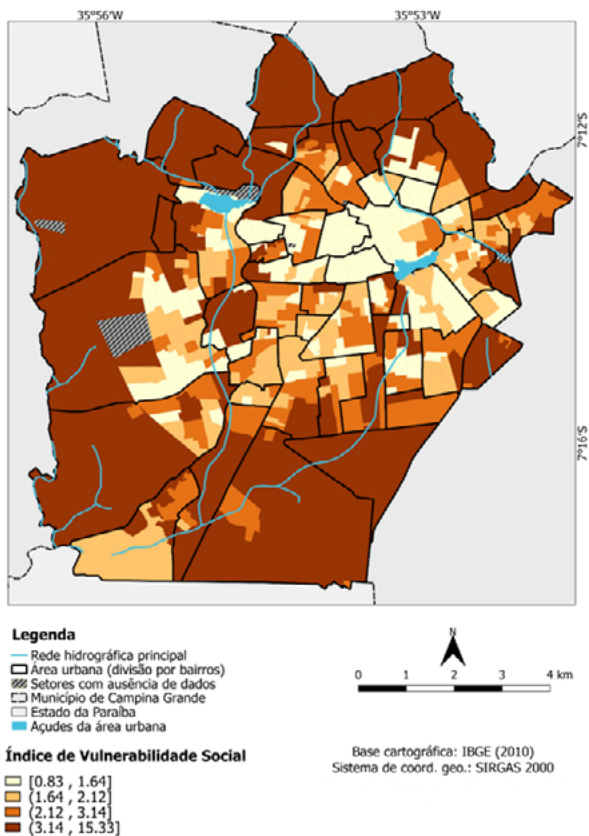 35°56'W
35°53'W
7°12'S
7°16'S
Legenda
Rede hidrográfica principal
Área urbana (divisão por bairros)
Setores com ausência de dados
Município de Campina Grande
Estado da Paraíba
Açudes da área urbana
N
0 1 2 3 4 km
Índice de Vulnerabilidade Social
[0.83 , 1.64]
(1.64 , 2.12]
(2.12 , 3.14]
(3.14 , 15.33]
Base cartográfica: IBGE (2010)
Sistema de coord. geo.: SIRGAS 2000